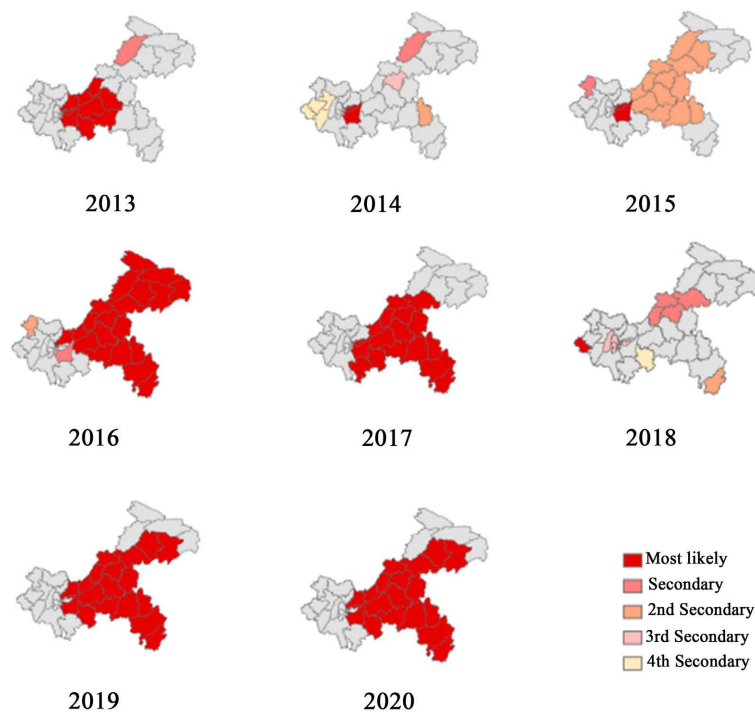 2013
2014
2015
2016
2017
2018
2019
2020
Most likely
Secondary
2nd Secondary
3rd Secondary
4th Secondary